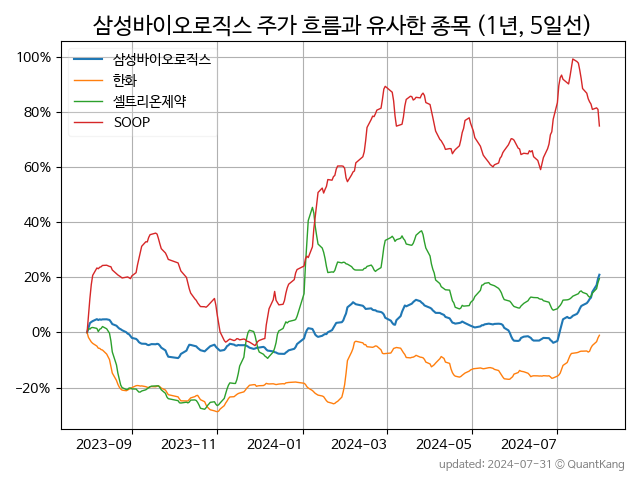 삼성바이오로직스 주가 흐름과 유사한 종목 (1년, 5일선)
삼성바이오로직스
한화
셀트리온제약
SOOP
100%
80%
60%
40%
20%
0%
−20%
2023-09 2023-11 2024-01 2024-03 2024-05 2024-07
updated: 2024-07-31 © QuantKang